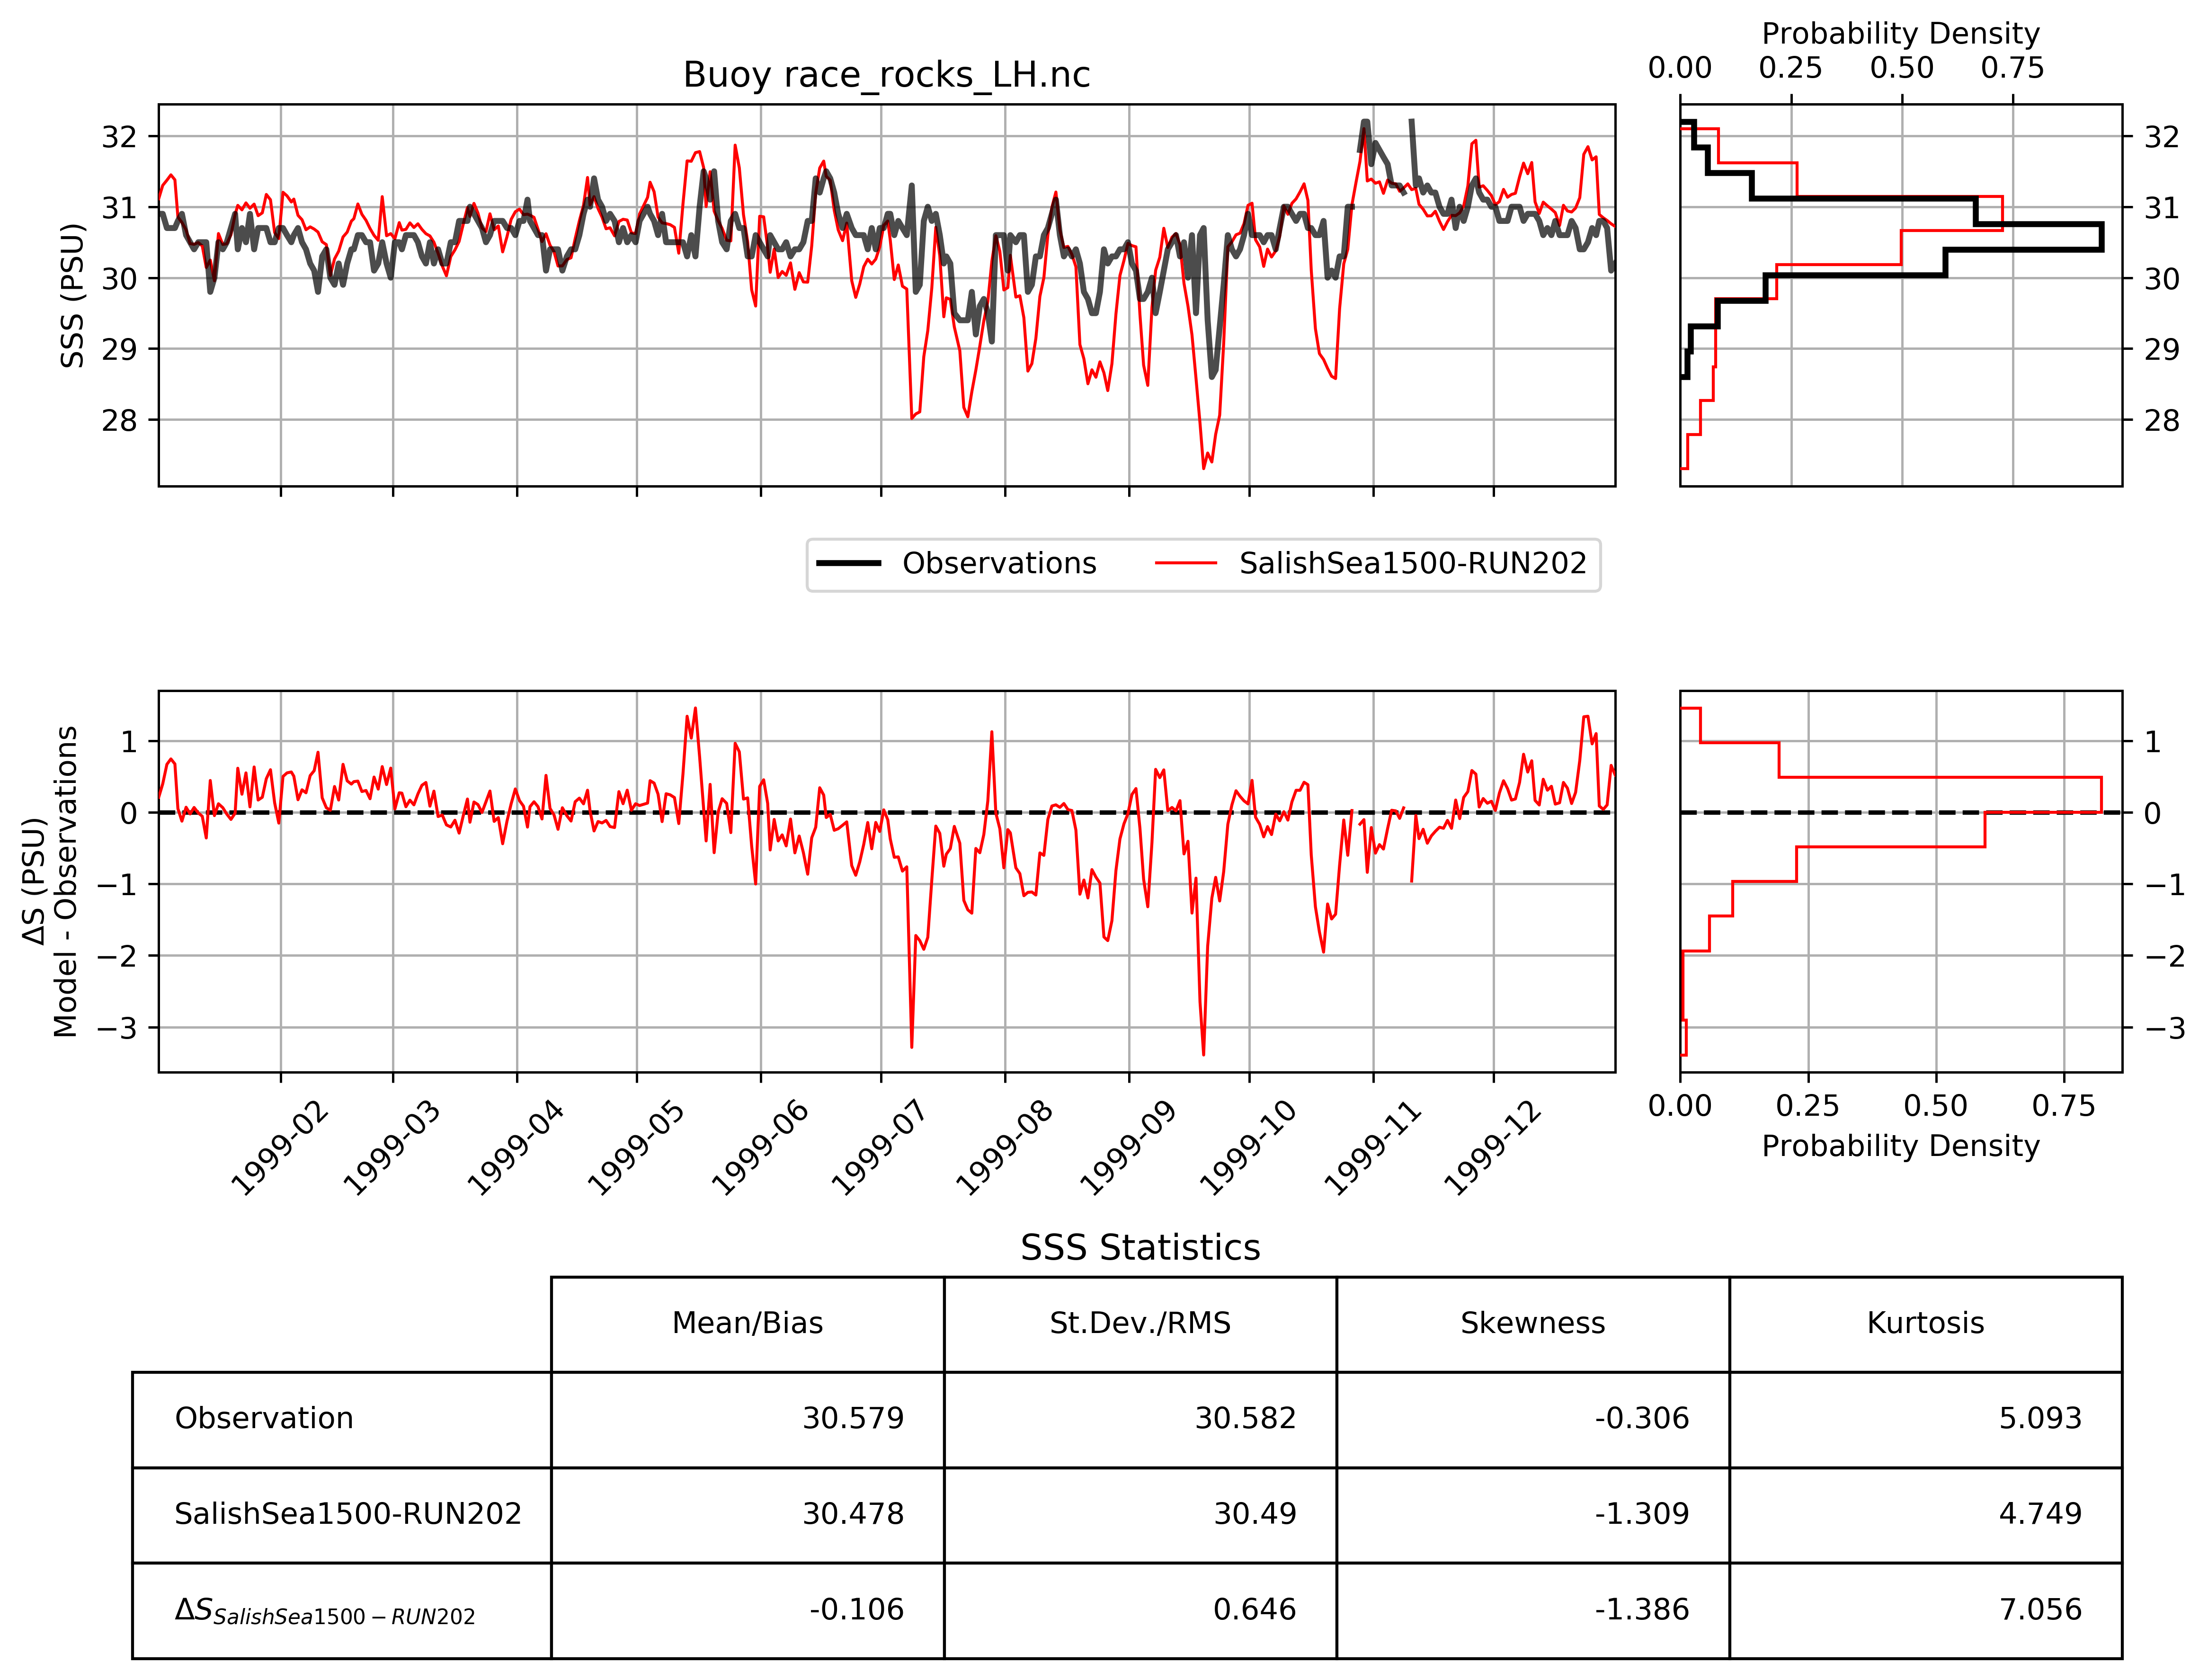 Probability Density
0.00 0.25 0.50 0.75
Buoy race_rocks_LH.nc
SSS (PSU)
32
31
30
29
28
32
31
30
29
28
Observations SalishSea1500-RUN202
ΔS (PSU)
Model - Observations
1
0
−1
−2
−3
1
0
−1
−2
−3
0.00 0.25 0.50 0.75
Probability Density
1999-02 1999-03 1999-04 1999-05 1999-06 1999-07 1999-08 1999-09 1999-10 1999-11 1999-12
SSS Statistics
Mean/Bias St.Dev./RMS Skewness Kurtosis
Observation 30.579 30.582 -0.306 5.093
SalishSea1500-RUN202 30.478 30.49 -1.309 4.749
ΔS SalishSea1500−RUN202 -0.106 0.646 -1.386 7.056